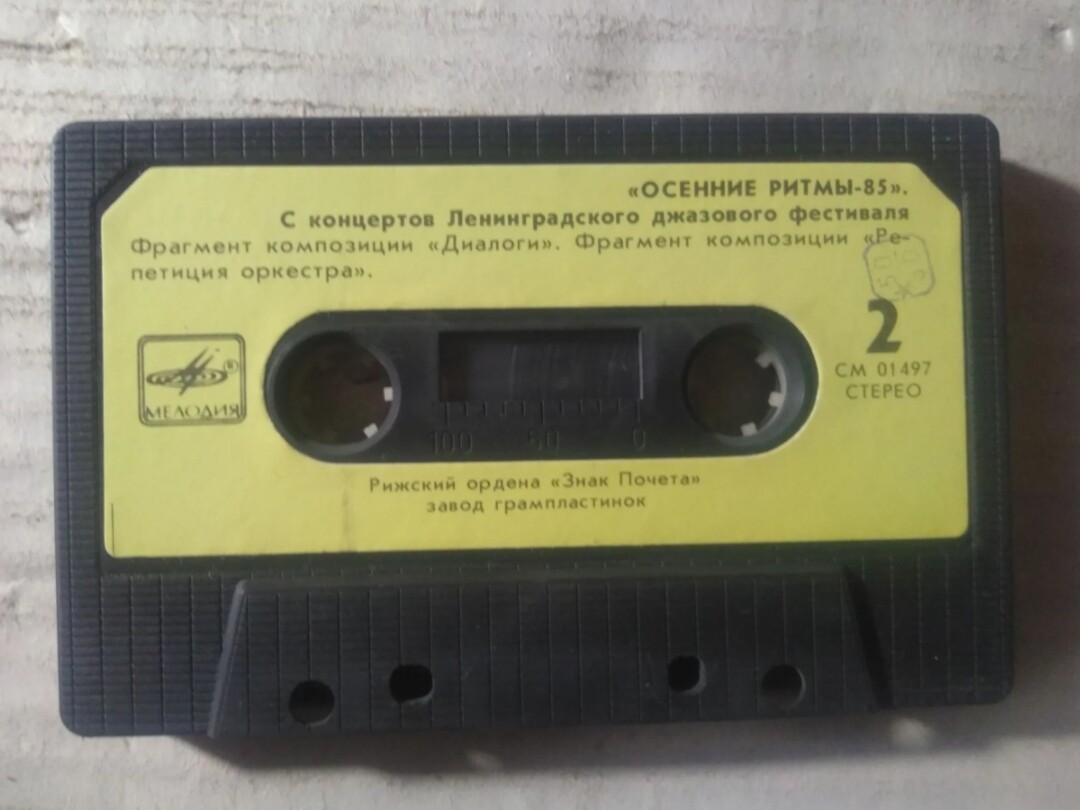 «ОСЕННИЕ РИТМЫ-85».
С концертов Ленинградского джазового фестиваля
Фрагмент композиции «Диалоги». Фрагмент композиции «Ре-
петиция оркестра».
2
СМ 01497
СТЕРЕО
МЕЛОДИЯ
100 50 0
Рижский ордена «Знак Почета»
завод грампластинок